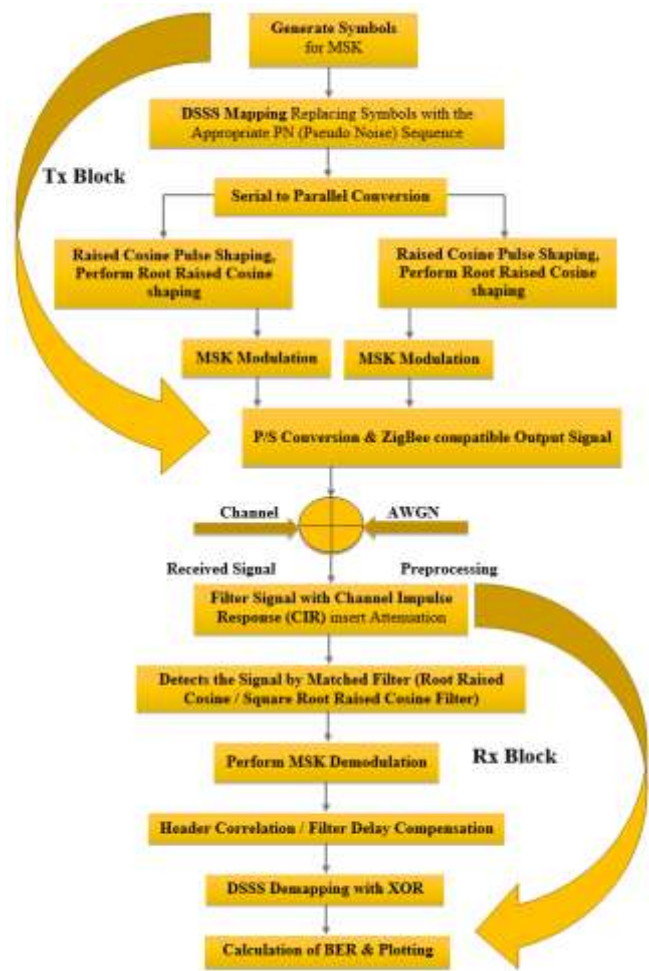 Generate Symbols
for MSK
DSSS Mapping Replacing Symbols with the
Appropriate PN (Pseudo Noise) Sequence
Tx Block
Serial to Parallel Conversion
Raised Cosine Pulse Shaping,
Perform Root Raised Cosine
shaping
Raised Cosine Pulse Shaping,
Perform Root Raised Cosine
shaping
MSK Modulation
MSK Modulation
P/S Conversion & ZigBee compatible Output Signal
Channel
AWGN
Received Signal
Preprocessing
Filter Signal with Channel Impulse
Response (CIR) insert Attenuation
Detects the Signal by Matched Filter (Root Raised
Cosine / Square Root Raised Cosine Filter)
Rx Block
Perform MSK Demodulation
Header Correlation / Filter Delay Compensation
DSSS Demapping with XOR
Calculation of BER & Plotting